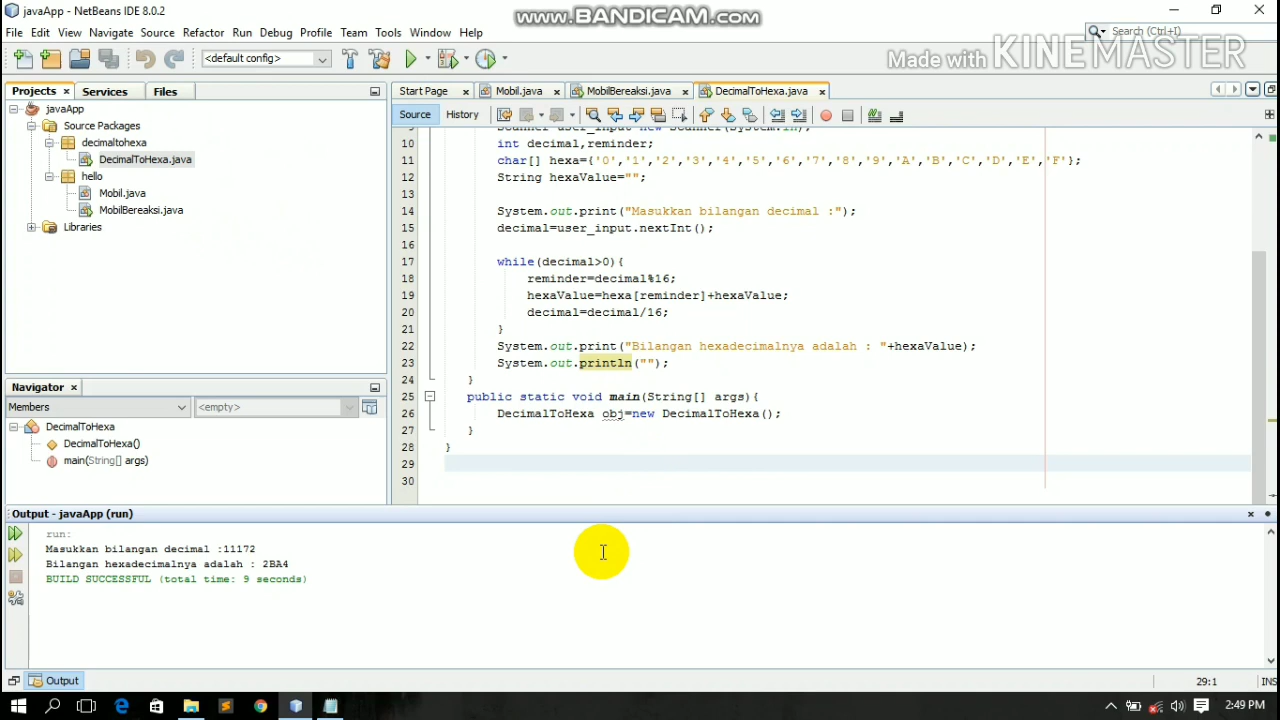 javaApp - NetBeans IDE 8.0.2
www.BANDICAM.com
File Edit View Navigate Source Refactor Run Debug Profile Team Tools Window Help
Search (Ctrl+I)
<default config>
Made with KINEMASTER
Projects Services Files
Start Page Mobil.java MobilBereaksi.java DecimalToHexa.java
Source History
javaApp
Source Packages
decimaltohexa
DecimalToHexa.java
hello
Mobil.java
MobilBereaksi.java
Libraries
9 Scanner user_input new Scanner(System.in);
10 int decimal,reminder;
11 char[] hexa={'0','1','2','3','4','5','6','7','8','9','A','B','C','D','E','F'};
12 String hexaValue="";
13
14 System.out.print("Masukkan bilangan decimal :");
15 decimal=user_input.nextInt();
16
17 while(decimal>0){
18 reminder=decimal%16;
19 hexaValue=hexa[reminder]+hexaValue;
20 decimal=decimal/16;
21 }
22 System.out.print("Bilangan hexadecimalnya adalah : "+hexaValue);
23 System.out.println("");
24 }
25 public static void main(String[] args){
26 DecimalToHexa obj=new DecimalToHexa();
27 }
28 }
29
30
Navigator
Members <empty>
DecimalToHexa
DecimalToHexa()
main(String[] args)
Output - javaApp (run)
run:
Masukkan bilangan decimal :11172
Bilangan hexadecimalnya adalah : 2BA4
BUILD SUCCESSFUL (total time: 9 seconds)
Output
29:1 INS
2:49 PM